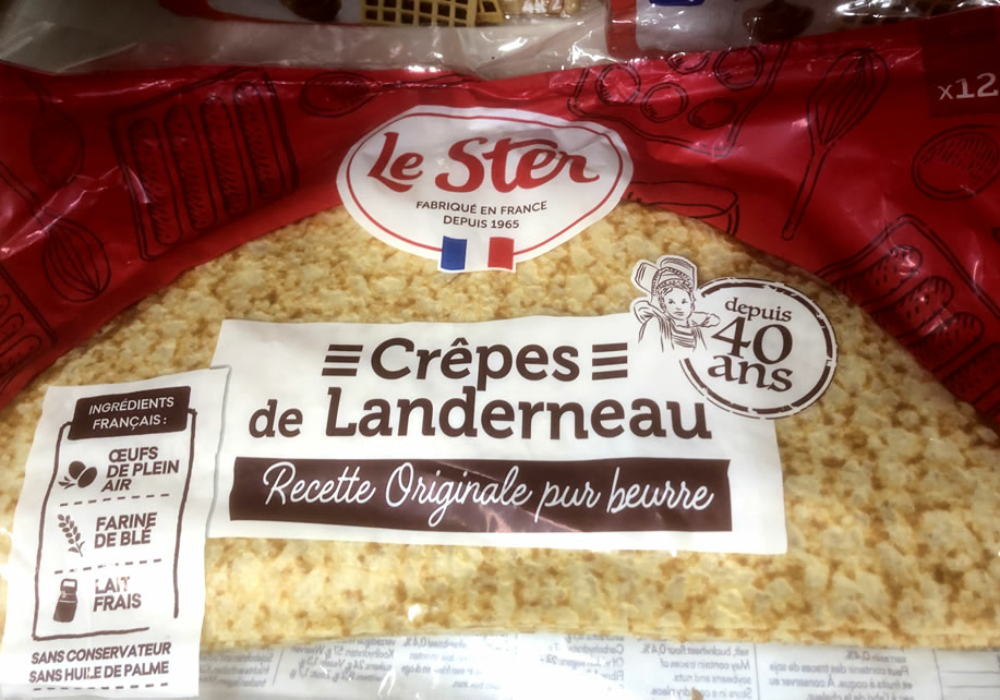 x12
Le Ster
FABRIQUÉ EN FRANCE
DEPUIS 1965
depuis
40
ans
Crêpes
de Landerneau
Recette Originale pur beurre
INGRÉDIENTS
FRANÇAIS :
ŒUFS
DE PLEIN
AIR
FARINE
DE BLÉ
LAIT
FRAIS
SANS CONSERVATEUR
SANS HUILE DE PALME